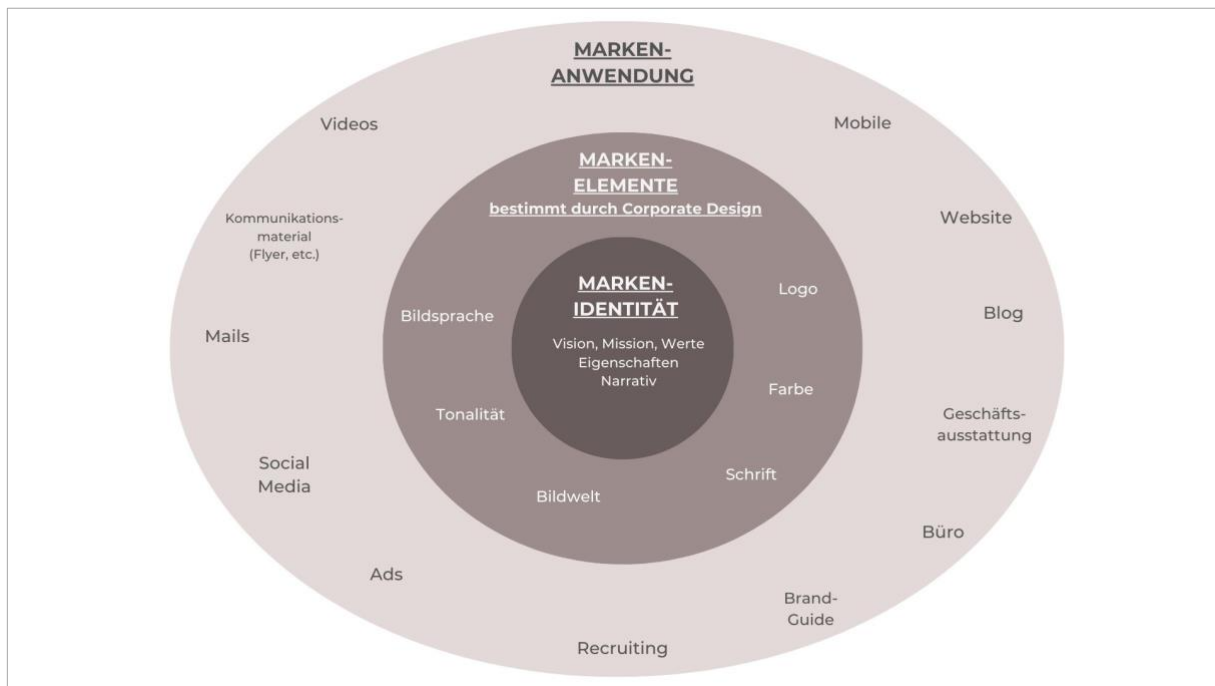 MARKEN-
ANWENDUNG
Videos
Mobile
Kommunikations-
material
(Flyer, etc.)
Website
Mails
Blog
Geschäfts-
ausstattung
Social
Media
Büro
Ads
Brand-
Guide
Recruiting
MARKEN-
ELEMENTE
bestimmt durch Corporate Design
Logo
Bildsprache
Farbe
Tonalität
Schrift
Bildwelt
MARKEN-
IDENTITÄT
Vision, Mission, Werte
Eigenschaften
Narrativ